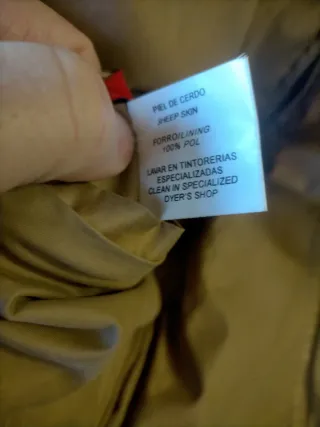 PIEL DE CERDO
SHEEP SKIN
FORRO/LINING
100% POL
LAVAR EN TINTORERIAS
ESPECIALIZADAS
CLEAN IN SPECIALIZED
DYER'S SHOP